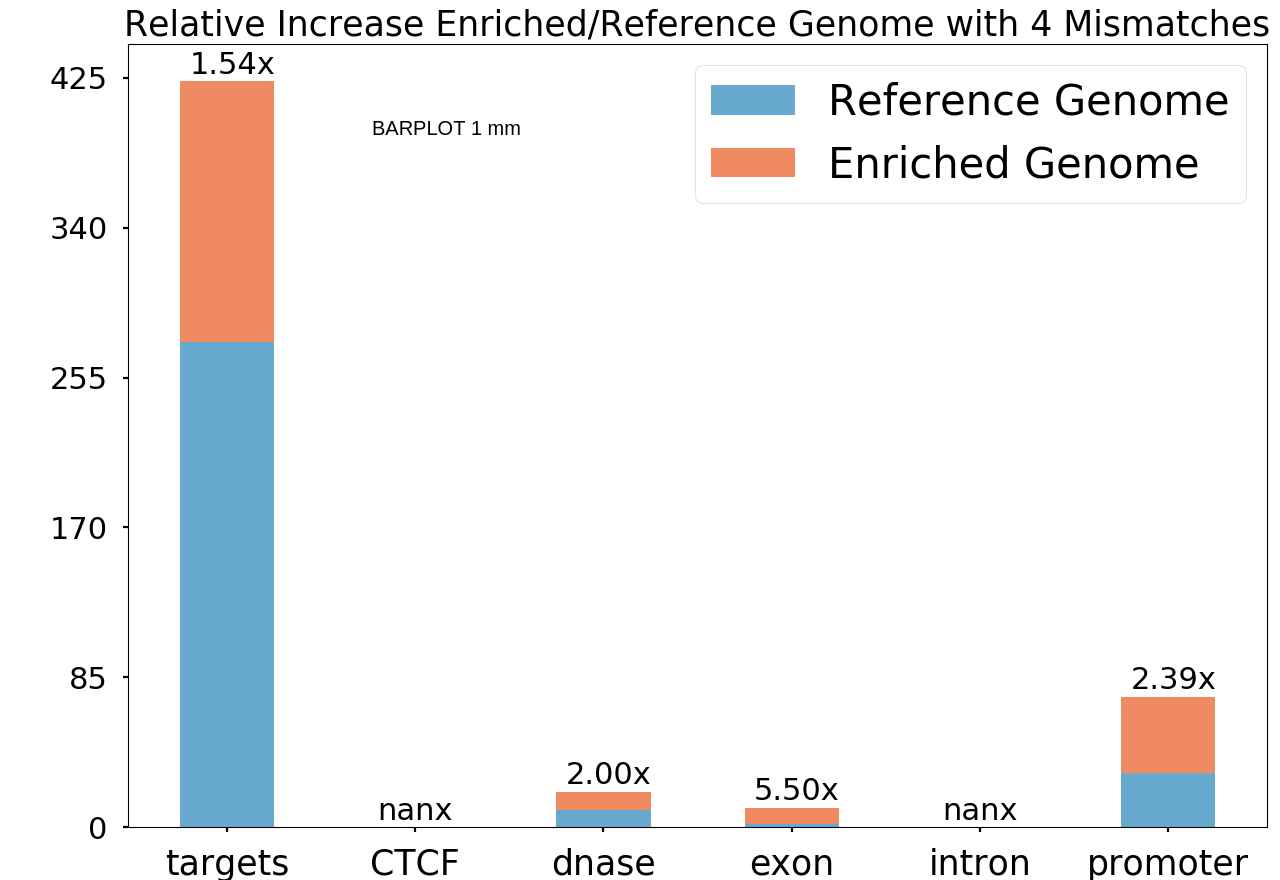 Relative Increase Enriched/Reference Genome with 4 Mismatches
1.54x
425
BARPLOT 1 mm
Reference Genome
Enriched Genome
340
255
170
85
2.39x
2.00x
5.50x
nanx
nanx
0
targets CTCF dnase exon intron promoter